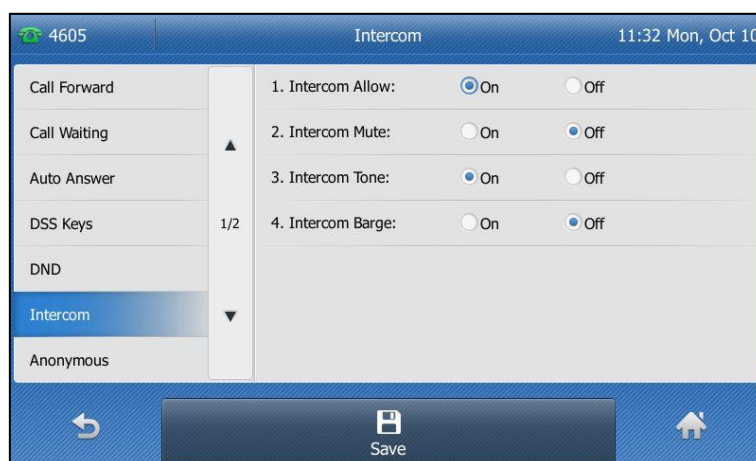 4605 Intercom 11:32 Mon, Oct 10
Call Forward
Call Waiting
Auto Answer
DSS Keys
DND
Intercom
Anonymous
1/2
1. Intercom Allow: On Off
2. Intercom Mute: On Off
3. Intercom Tone: On Off
4. Intercom Barge: On Off
Save